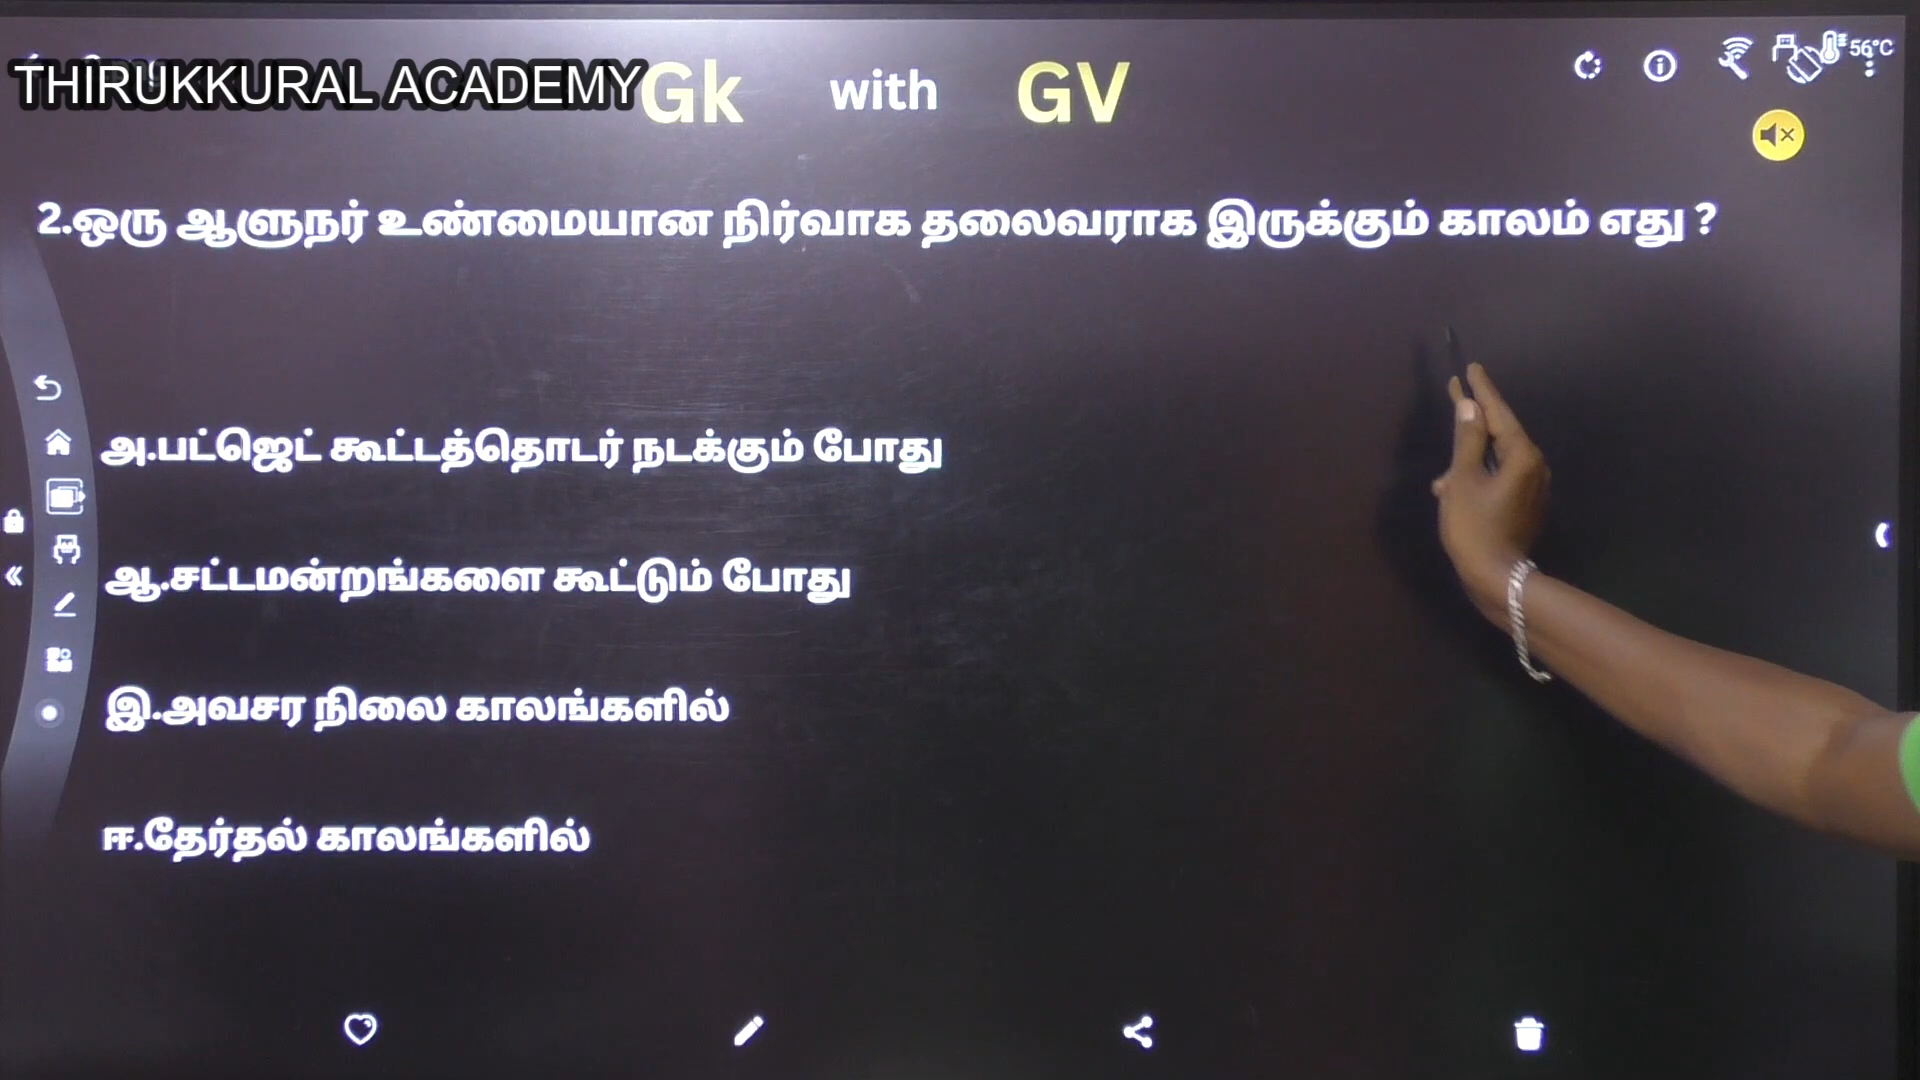 THIRUKKURAL ACADEMY
Gk with GV
56°C
2.ஒரு ஆளுநர் உண்மையான நிர்வாக தலைவராக இருக்கும் காலம் எது ?
அ.பட்ஜெட் கூட்டத்தொடர் நடக்கும் போது
ஆ.சட்டமன்றங்களை கூட்டும் போது
இ.அவசர நிலை காலங்களில்
ஈ.தேர்தல் காலங்களில்